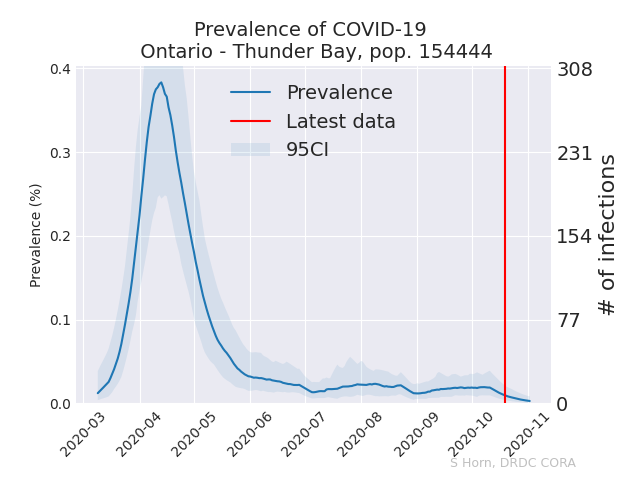 Prevalence of COVID-19
Ontario - Thunder Bay, pop. 154444
Prevalence
Latest data
95CI
Prevalence (%)
0.4
0.3
0.2
0.1
0.0
308
231
154
77
0
# of infections
2020-03
2020-04
2020-05
2020-06
2020-07
2020-08
2020-09
2020-10
2020-11
S Horn, DRDC CORA